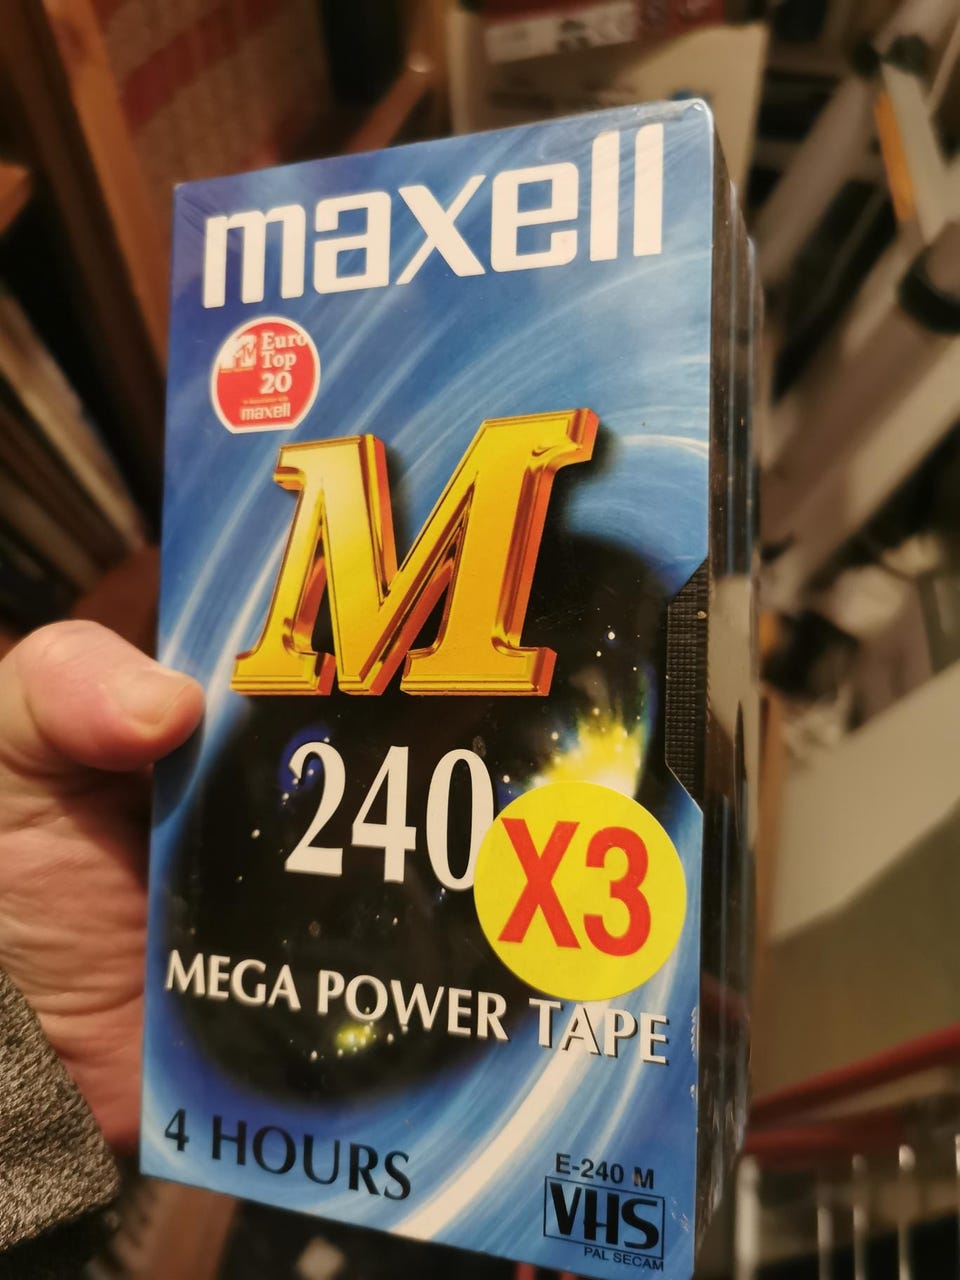 maxell
MTV
Euro
Top
20
maxell
M
240
X3
MEGA POWER TAPE
4 HOURS
E-240 M
VHS
PAL SECAM